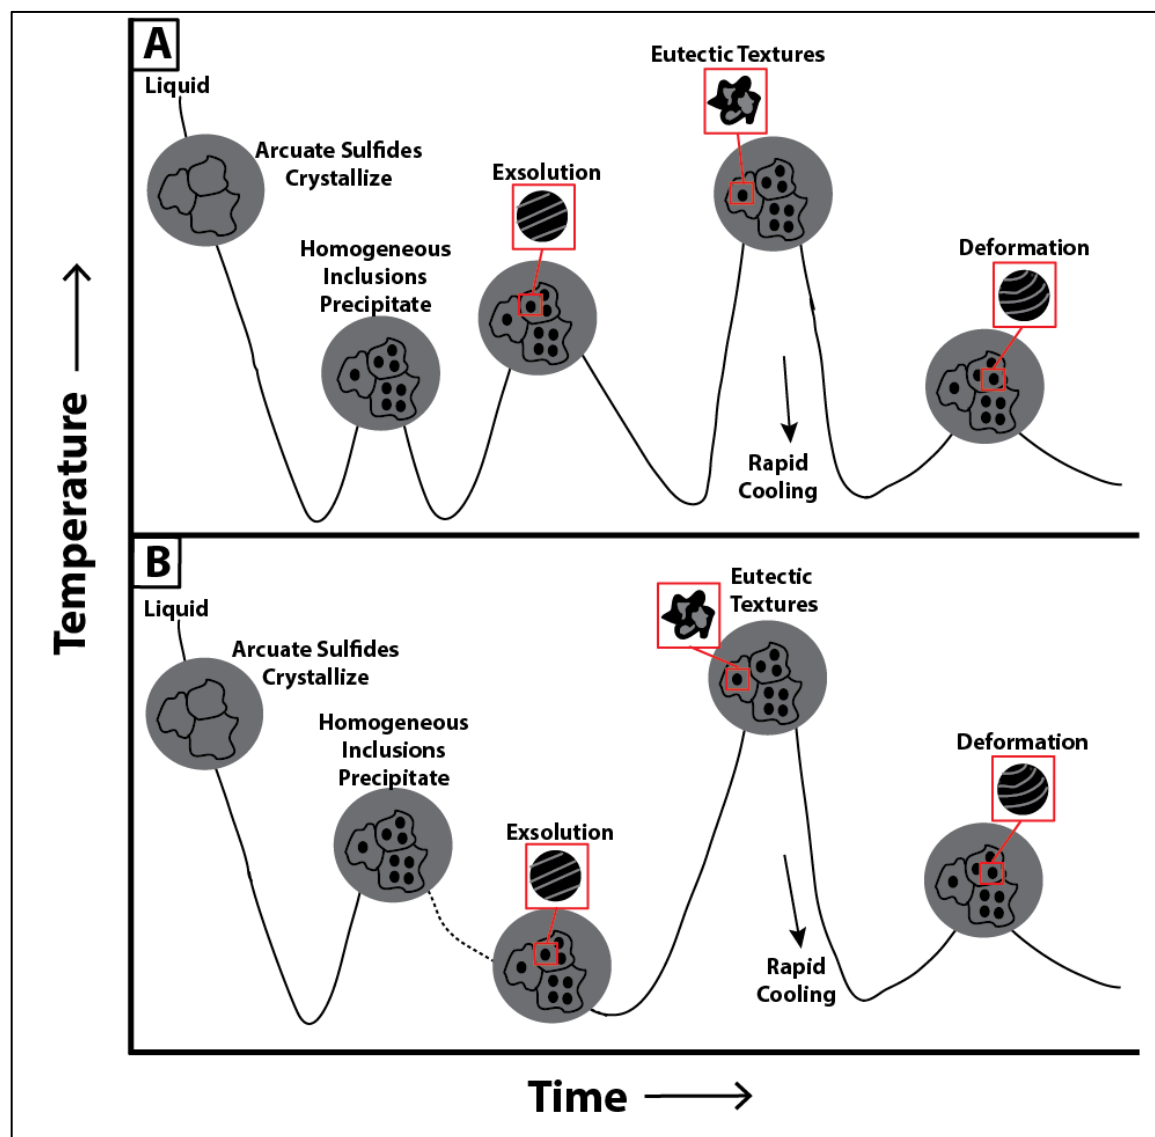 A
Liquid
Arcuate Sulfides
Crystallize
Homogeneous
Inclusions
Precipitate
Exsolution
Eutectic Textures
Rapid
Cooling
Deformation
Temperature
B
Liquid
Arcuate Sulfides
Crystallize
Homogeneous
Inclusions
Precipitate
Exsolution
Eutectic
Textures
Rapid
Cooling
Deformation
Time